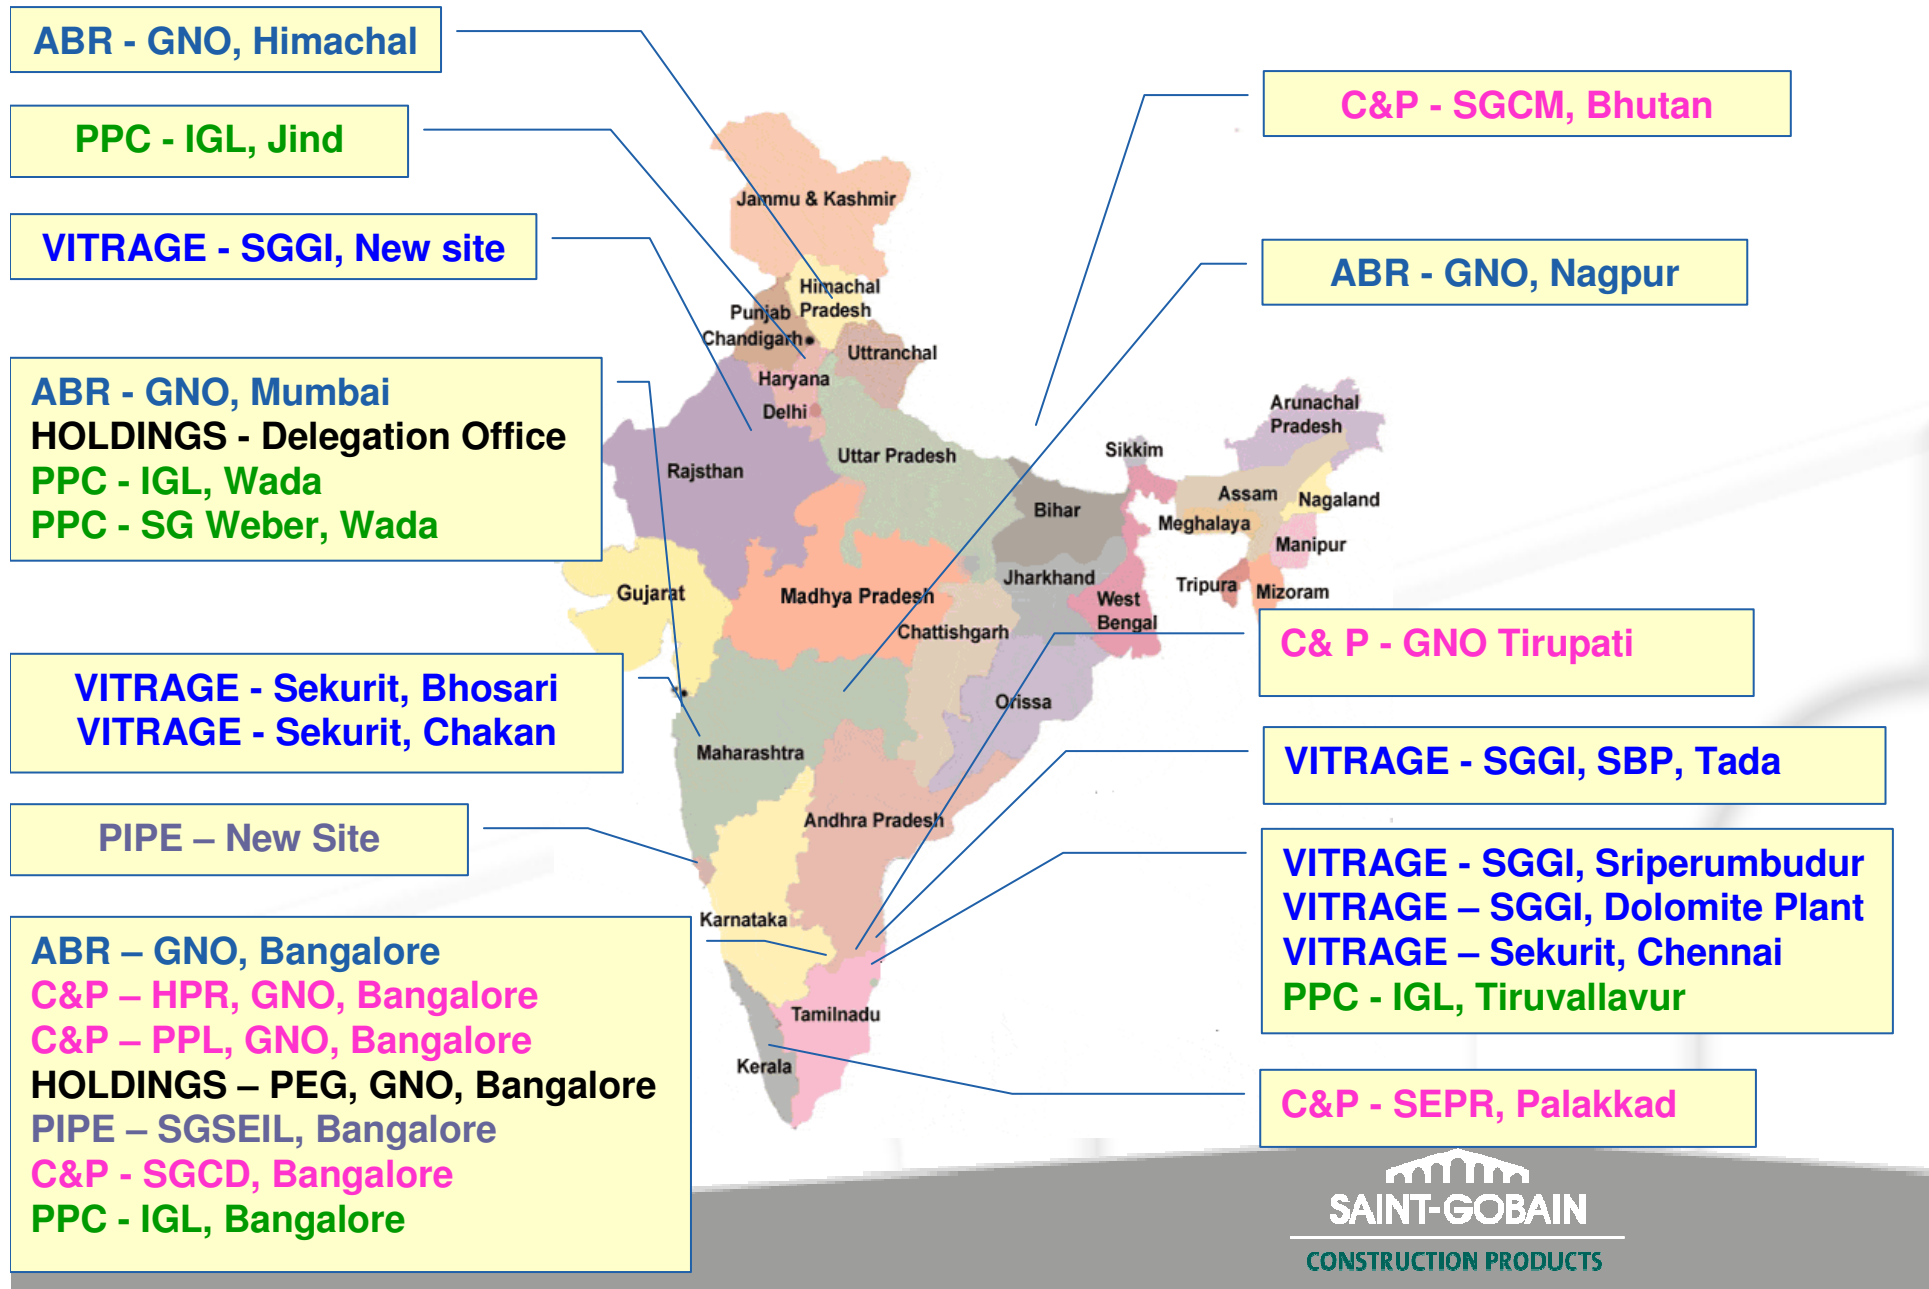 ABR - GNO, Himachal
PPC - IGL, Jind
VITRAGE - SGGI, New site
ABR - GNO, Mumbai
HOLDINGS - Delegation Office
PPC - IGL, Wada
PPC - SG Weber, Wada
VITRAGE - Sekurit, Bhosari
VITRAGE - Sekurit, Chakan
PIPE – New Site
ABR – GNO, Bangalore
C&P – HPR, GNO, Bangalore
C&P – PPL, GNO, Bangalore
HOLDINGS – PEG, GNO, Bangalore
PIPE – SGSEIL, Bangalore
C&P - SGCD, Bangalore
PPC - IGL, Bangalore
Jammu & Kashmir
Himachal
Pradesh
Punjab
Chandigarh
Uttranchal
Haryana
Delhi
Rajsthan
Uttar Pradesh
Bihar
Sikkim
Arunachal
Pradesh
Assam
Nagaland
Meghalaya
Manipur
Tripura
Mizoram
Jharkhand
West
Bengal
Gujarat
Madhya Pradesh
Chattishgarh
Orissa
Maharashtra
Andhra Pradesh
Karnataka
Tamilnadu
Kerala
C&P - SGCM, Bhutan
ABR - GNO, Nagpur
C& P - GNO Tirupati
VITRAGE - SGGI, SBP, Tada
VITRAGE - SGGI, Sriperumbudur
VITRAGE – SGGI, Dolomite Plant
VITRAGE – Sekurit, Chennai
PPC - IGL, Tiruvallavur
C&P - SEPR, Palakkad
SAINT-GOBAIN
CONSTRUCTION PRODUCTS